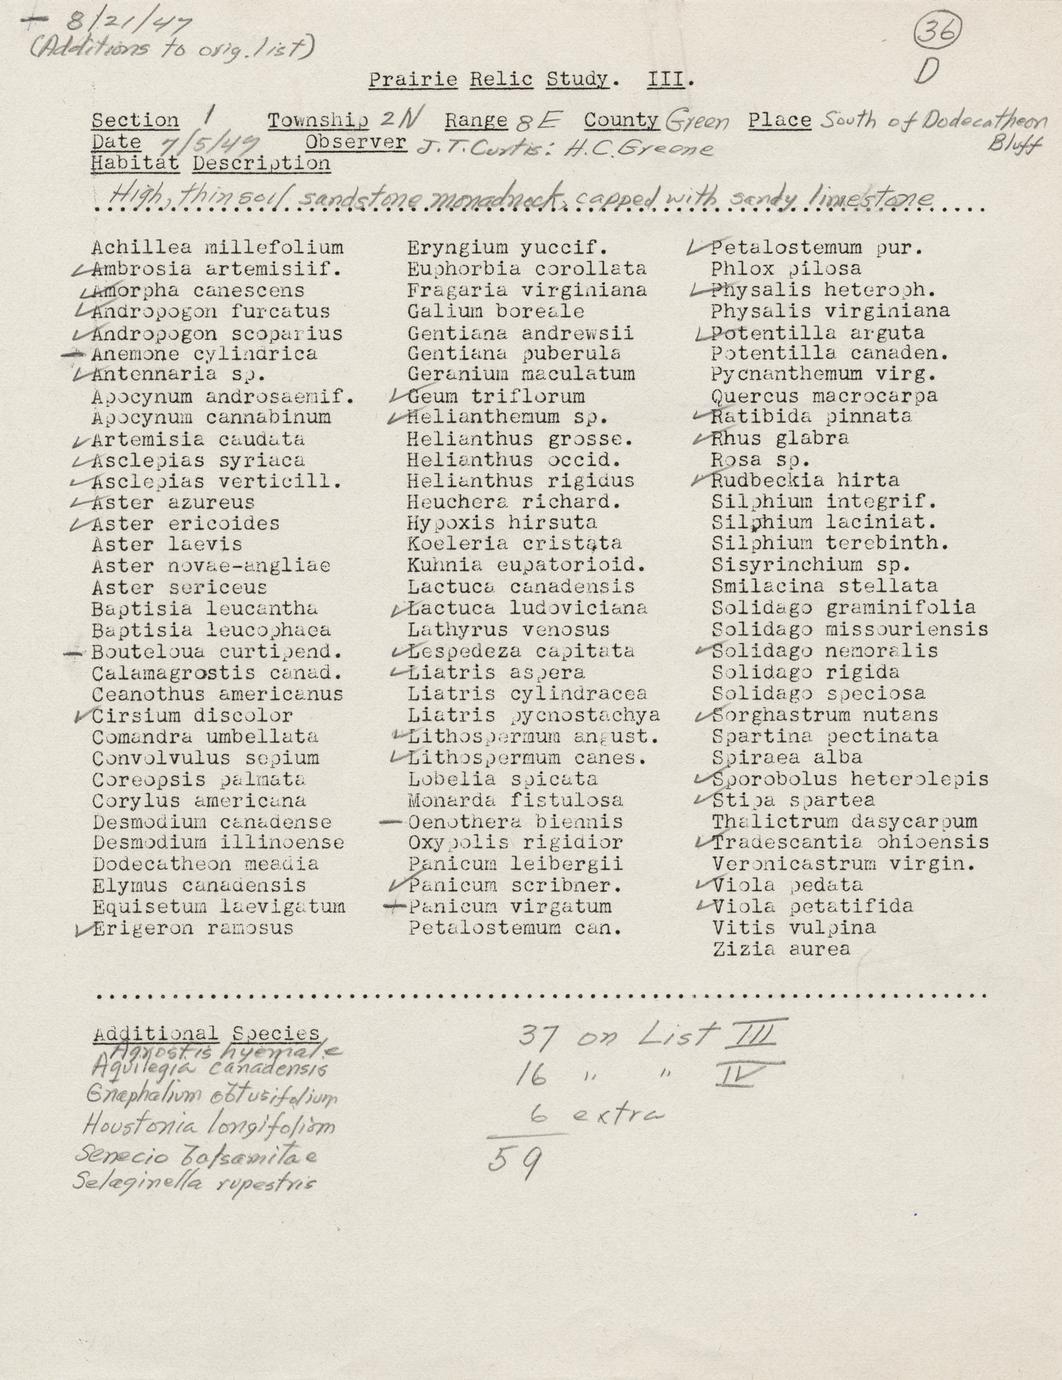 + 8/21/47
(Additions to orig. list)
36
D
Prairie Relic Study. III.
Section 1 Township 2N Range 8E County Green Place South of Dodecatheon Bluff
Date 7/5/47 Observer J.T. Curtis: H.C. Greene
Habitat Description
High, thin soil, sandstone monadnock, capped with sandy limestone
Achillea millefolium
✓Ambrosia artemisiif.
✓Amorpha canescens
✓Andropogon furcatus
✓Andropogon scoparius
—Anemone cylindrica
✓Antennaria sp.
Apocynum androsaemif.
Apocynum cannabinum
✓Artemisia caudata
✓Asclepias syriaca
✓Asclepias verticill.
✓Aster azureus
✓Aster ericoides
Aster laevis
Aster novae-angliae
Aster sericeus
Baptisia leucantha
Baptisia leucophaea
—Bouteloua curtipend.
Calamagrostis canad.
Ceanothus americanus
✓Cirsium discolor
Comandra umbellata
Convolvulus sepium
Coreopsis palmata
Corylus americana
Desmodium canadense
Desmodium illinoense
Dodecatheon meadia
Elymus canadensis
Equisetum laevigatum
✓Erigeron ramosus
Eryngium yuccif.
Euphorbia corollata
Fragaria virginiana
Galium boreale
Gentiana andrewsii
Gentiana puberula
Geranium maculatum
✓Geum triflorum
✓Helianthemum sp.
Helianthus grosse.
Helianthus occid.
Helianthus rigidus
Heuchera richard.
Hypoxis hirsuta
Koeleria cristata
Kuhnia eupatorioid.
Lactuca canadensis
✓Lactuca ludoviciana
Lathyrus venosus
✓Lespedeza capitata
✓Liatris aspera
Liatris cylindracea
Liatris pycnostachya
✓Lithospermum angust.
✓Lithospermum canes.
Lobelia spicata
Monarda fistulosa
—Oenothera biennis
Oxypolis rigidior
Panicum leibergii
✓Panicum scribner.
+Panicum virgatum
Petalostemum can.
✓Petalostemum pur.
Phlox pilosa
✓Physalis heteroph.
Physalis virginiana
✓Potentilla arguta
Potentilla canaden.
Pycnanthemum virg.
Quercus macrocarpa
✓Ratibida pinnata
✓Rhus glabra
Rosa sp.
✓Rudbeckia hirta
Silphium integrif.
Silphium laciniat.
Silphium terebinth.
Sisyrinchium sp.
Smilacina stellata
Solidago graminifolia
Solidago missouriensis
✓Solidago nemoralis
Solidago rigida
Solidago speciosa
✓Sorghastrum nutans
Spartina pectinata
Spiraea alba
✓Sporobolus heterolepis
✓Stipa spartea
Thalictrum dasycarpum
✓Tradescantia ohioensis
Veronicastrum virgin.
✓Viola pedata
✓Viola petatifida
Vitis vulpina
Zizia aurea
Additional Species
Agrostis hyemale
Aquilegia canadensis
Gnaphalium obtusifolium
Houstonia longifoliom
Senecio balsamitae
Selaginella rupestris
37 on List III
16 " " IV
6 extra
59